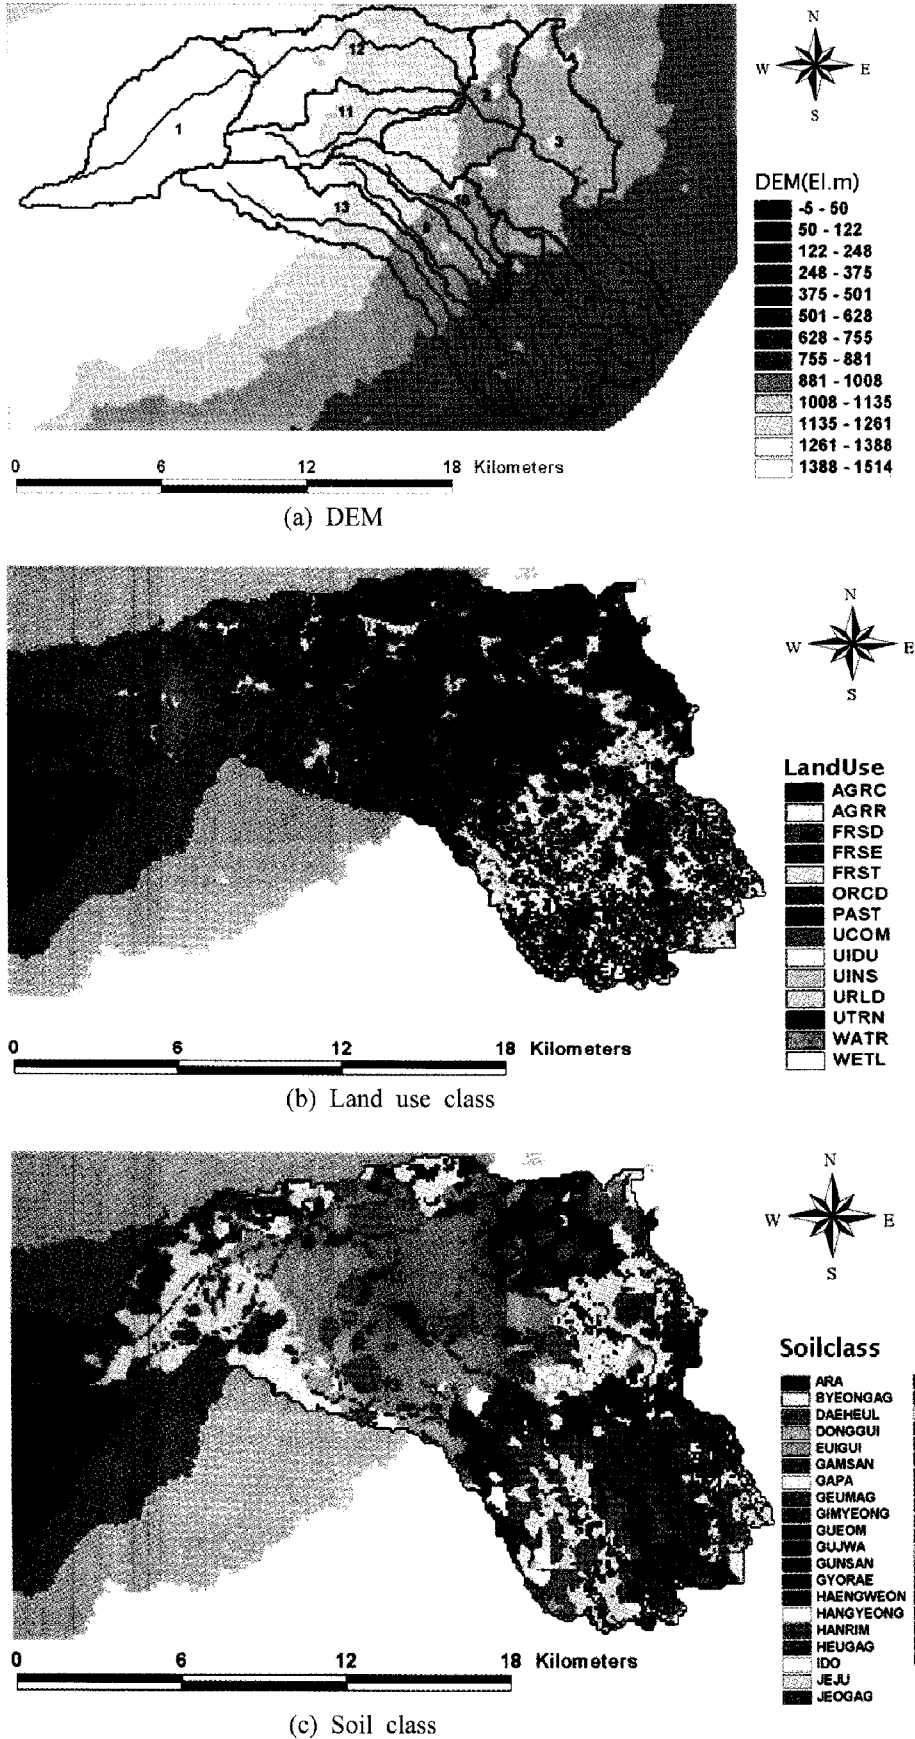 N
W E
S
12
2
11
1
3
13
DEM(El.m)
-5 - 50
50 - 122
122 - 248
248 - 375
375 - 501
501 - 628
628 - 755
755 - 881
881 - 1008
1008 - 1135
1135 - 1261
1261 - 1388
1388 - 1514
0 6 12 18 Kilometers
(a) DEM
N
W E
S
LandUse
AGRC
AGRR
FRSD
FRSE
FRST
ORCD
PAST
UCOM
UIDU
UINS
URLD
UTRN
WATR
WETL
0 6 12 18 Kilometers
(b) Land use class
N
W E
S
Soilclass
ARA
BYEONGAG
DAEHEUL
DONGGUI
EUIGUI
GAMSAN
GAPA
GEUMAG
GIMYEONG
GUEOM
GUJWA
GUNSAN
GYORAE
HAENGWEON
HANGYEONG
HANRIM
HEUGAG
IDO
JEJU
JEOGAG
0 6 12 18 Kilometers
(c) Soil class